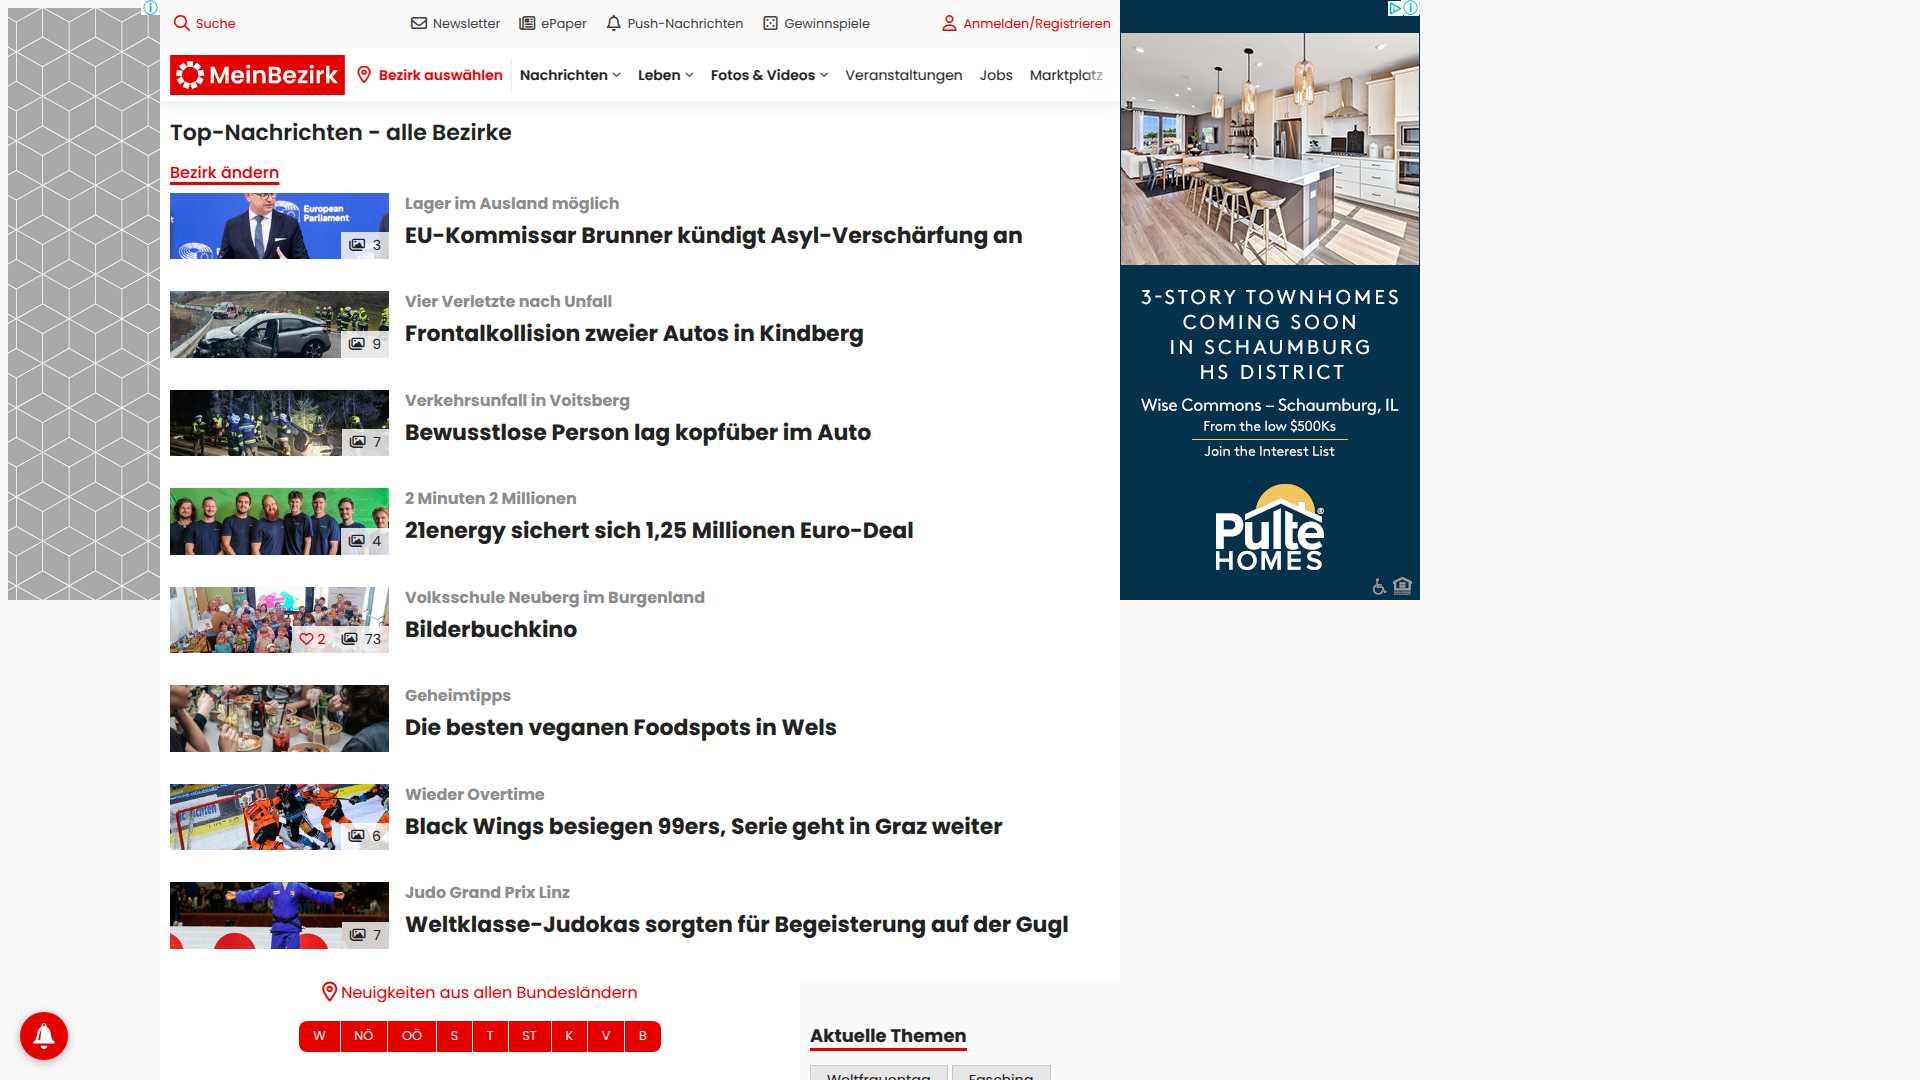 Suche
Newsletter
ePaper
Push-Nachrichten
Gewinnspiele
Anmelden/Registrieren
MeinBezirk
Bezirk auswählen
Nachrichten
Leben
Fotos & Videos
Veranstaltungen
Jobs
Marktplatz
Top-Nachrichten - alle Bezirke
Bezirk ändern
European
Parliament
3
Lager im Ausland möglich
EU-Kommissar Brunner kündigt Asyl-Verschärfung an
9
Vier Verletzte nach Unfall
Frontalkollision zweier Autos in Kindberg
7
Verkehrsunfall in Voitsberg
Bewusstlose Person lag kopfüber im Auto
4
2 Minuten 2 Millionen
21energy sichert sich 1,25 Millionen Euro-Deal
2
73
Volksschule Neuberg im Burgenland
Bilderbuchkino
Geheimtipps
Die besten veganen Foodspots in Wels
6
Wieder Overtime
Black Wings besiegen 99ers, Serie geht in Graz weiter
7
Judo Grand Prix Linz
Weltklasse-Judokas sorgten für Begeisterung auf der Gugl
Neuigkeiten aus allen Bundesländern
W
NÖ
OÖ
S
T
ST
K
V
B
Aktuelle Themen
Weltfrauentag
Fasching
3-STORY TOWNHOMES
COMING SOON
IN SCHAUMBURG
HS DISTRICT
Wise Commons – Schaumburg, IL
From the low $500Ks
Join the Interest List
Pulte®
HOMES